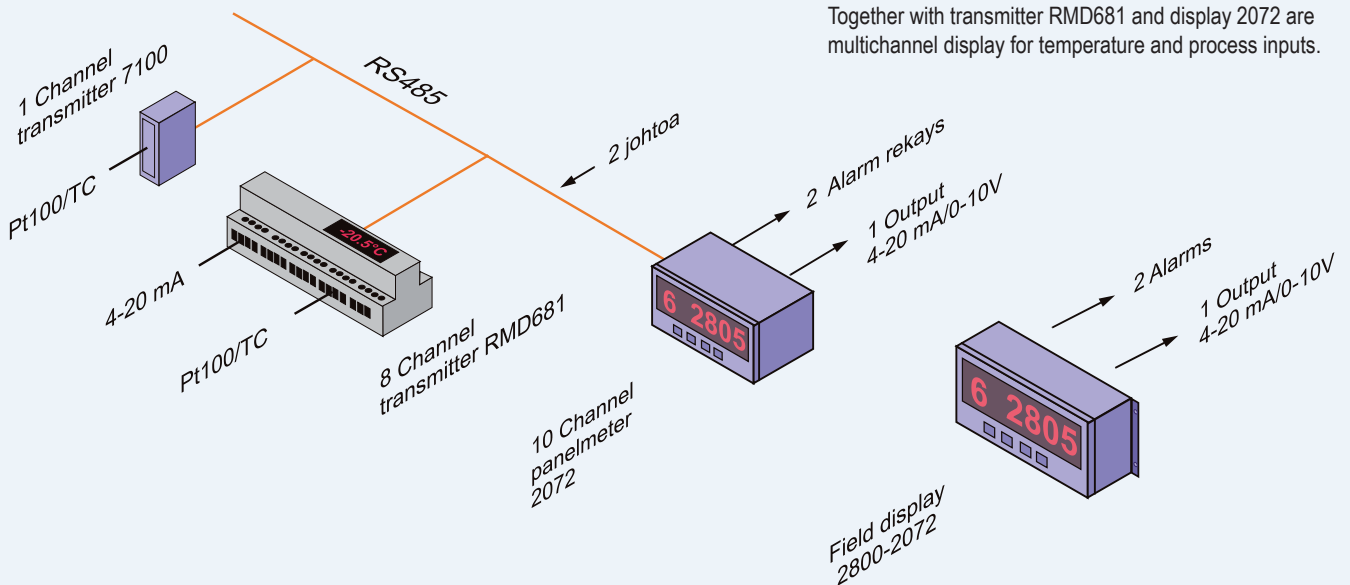 Together with transmitter RMD681 and display 2072 are
multichannel display for temperature and process inputs.
1 Channel
transmitter 7100
Pt100/TC
RS485
2 johtoa
4-20 mA
Pt100/TC
-20.5°C
8 Channel
transmitter RMD681
2 Alarm rekays
1 Output
4-20 mA/0-10V
6 2805
10 Channel
panelmeter
2072
2 Alarms
1 Output
4-20 mA/0-10V
6 2805
Field display
2800-2072